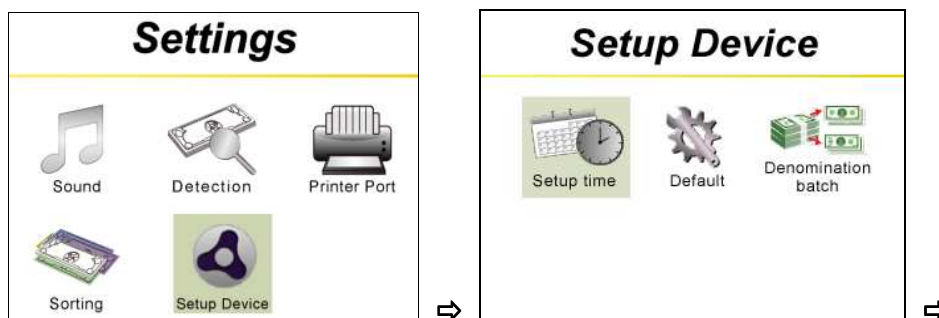 Settings
Sound
Detection
Printer Port
Sorting
Setup Device
Setup Device
Setup time
Default
Denomination
batch